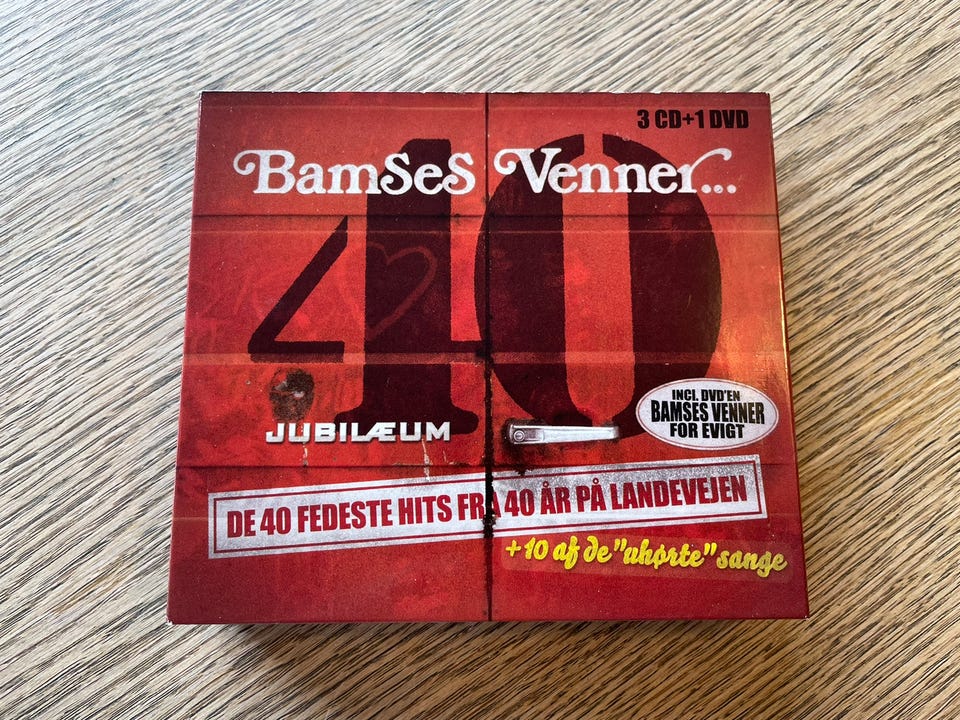 3 CD+1 DVD
Bamses Venner...
40
JUBILÆUM
INCL. DVD'EN
BAMSES VENNER
FOR EVIGT
DE 40 FEDESTE HITS FRA 40 ÅR PÅ LANDEVEJEN
+10 af de "uhørte" sange